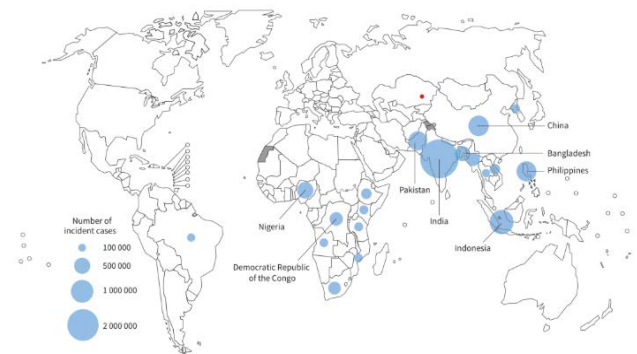 China
Bangladesh
Philippines
Pakistan
India
Nigeria
Indonesia
Democratic Republic
of the Congo
Number of
incident cases
100 000
500 000
1 000 000
2 000 000